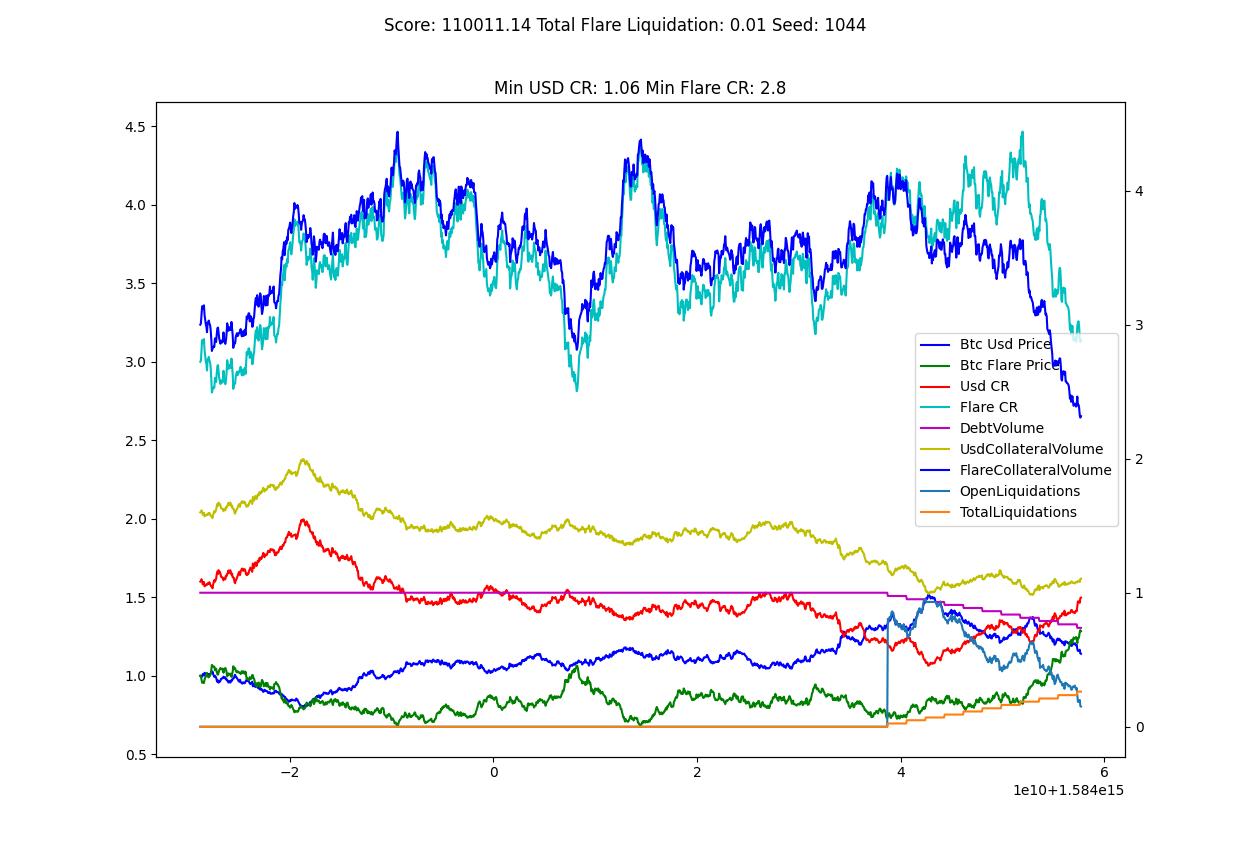 Score: 110011.14 Total Flare Liquidation: 0.01 Seed: 1044
Min USD CR: 1.06 Min Flare CR: 2.8
4.5
4.0
3.5
3.0
2.5
2.0
1.5
1.0
0.5
4
3
2
1
0
Btc Usd Price
Btc Flare Price
Usd CR
Flare CR
DebtVolume
UsdCollateralVolume
FlareCollateralVolume
OpenLiquidations
TotalLiquidations
−2 0 2 4 6
1e10+1.584e15